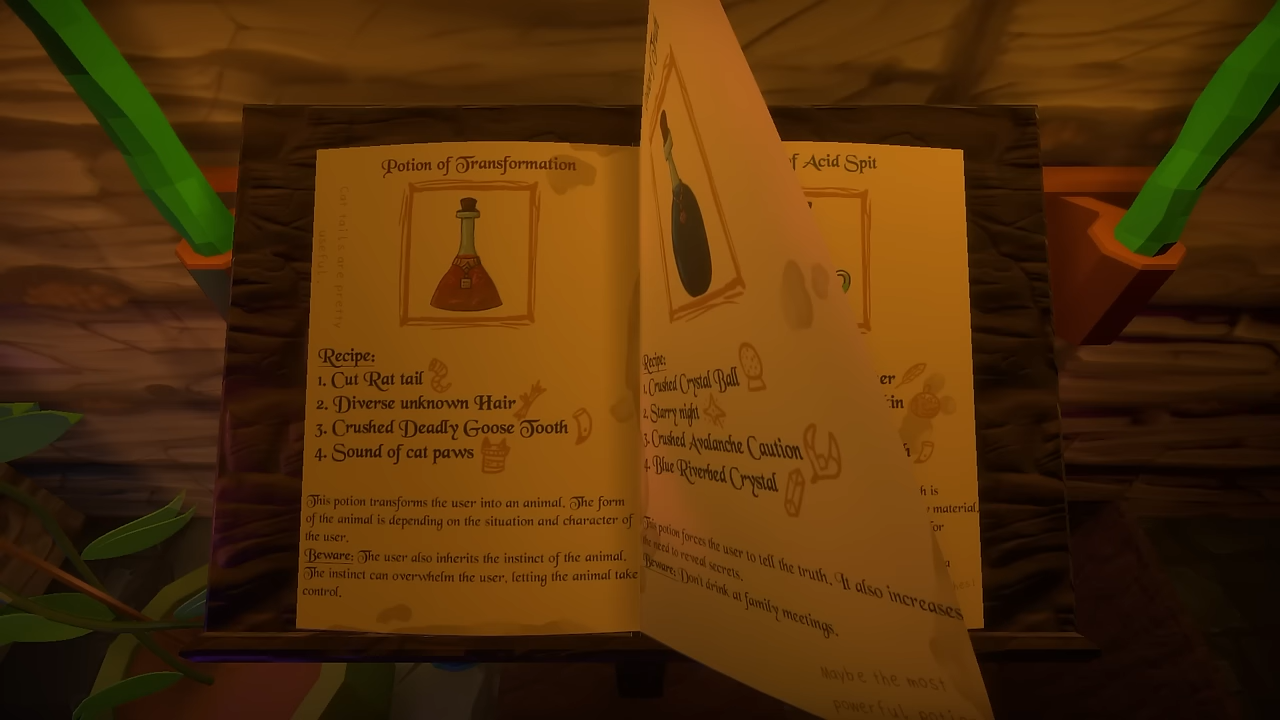 Potion of Transformation
Cat tails are pretty
useful.
Recipe:
1. Cut Rat tail
2. Diverse unknown Hair
3. Crushed Deadly Goose Tooth
4. Sound of cat paws
This potion transforms the user into an animal. The form
of the animal is depending on the situation and character of
the user.
Beware: The user also inherits the instinct of the animal.
The instinct can overwhelm the user, letting the animal take
control.
Recipe:
1. Crushed Crystal Ball
2. Starry night
3. Crushed Avalanche Caution
4. Blue Riverbed Crystal
This potion forces the user to tell the truth. It also increases
the need to reveal secrets.
Beware: Don't drink at family meetings.
Maybe the most
powerful
of Acid Spit
is
material,